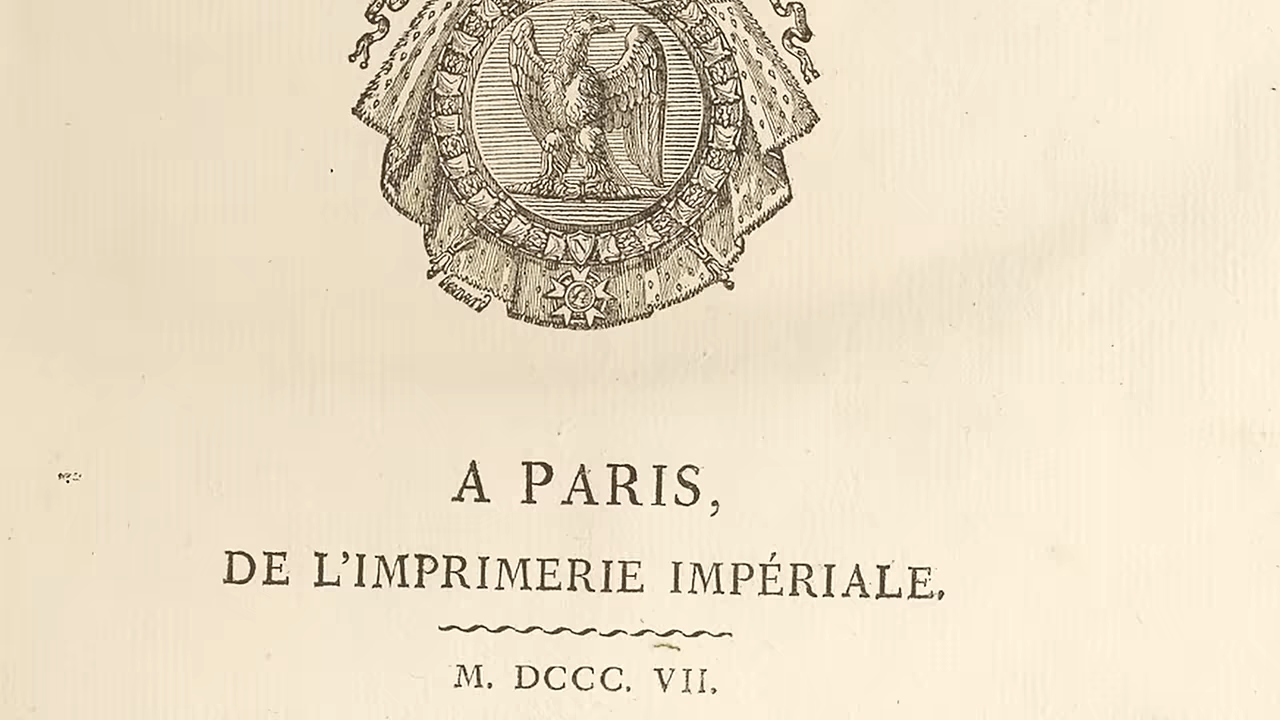 A PARIS,
DE L'IMPRIMERIE IMPÉRIALE.
M. DCCC. VII.